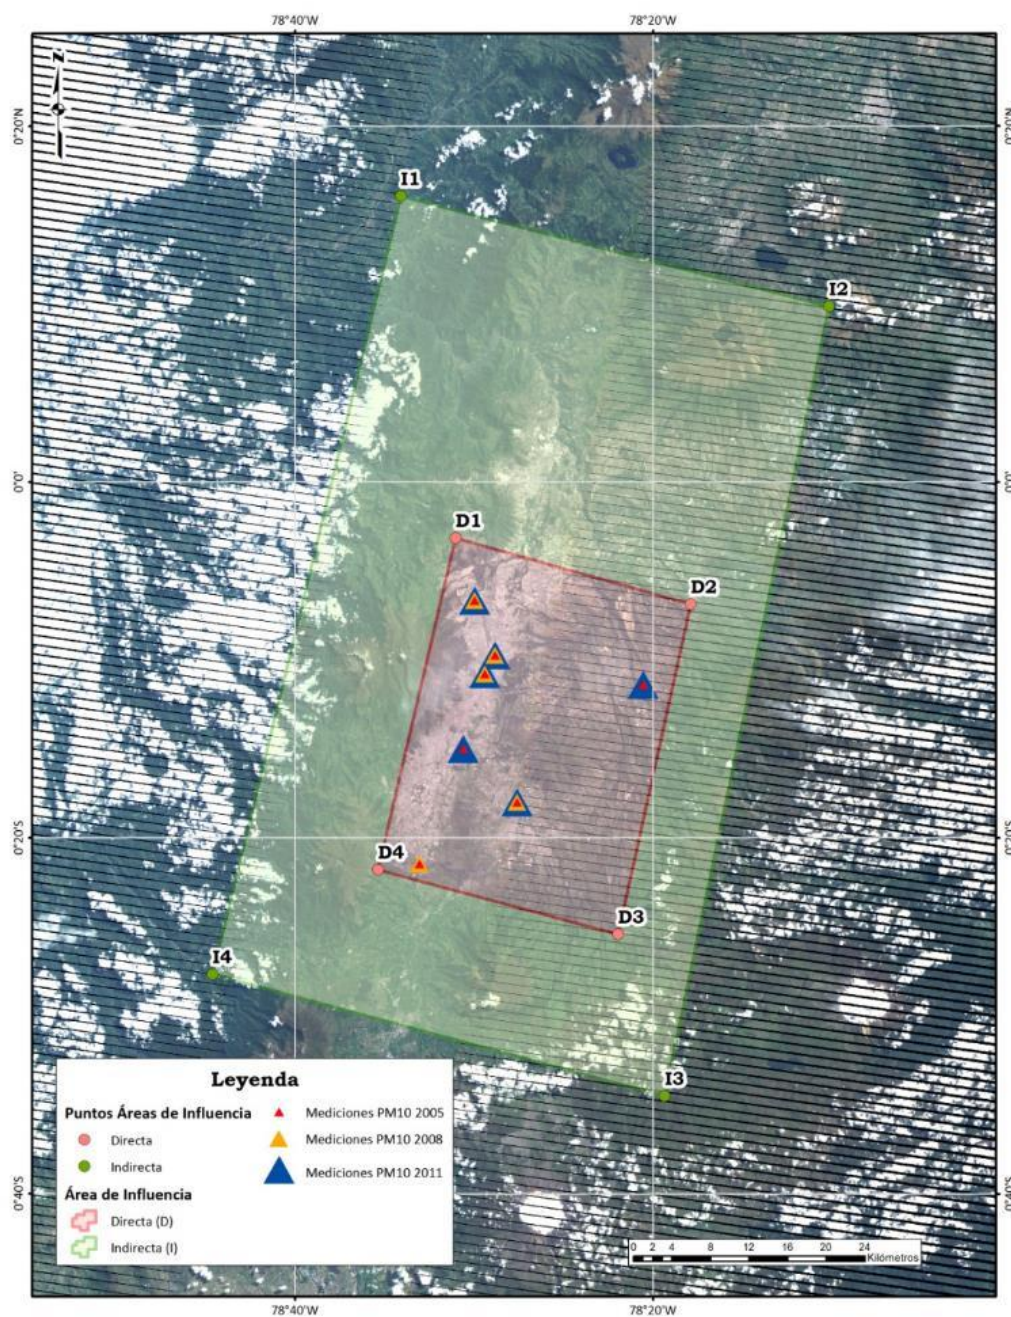 78°40'W
78°20'W
Z
0°20'N
0°20'N
I1
I2
0°0'
0°0'
D1
D2
0°20'S
0°20'S
D4
D3
I4
I3
Leyenda
Puntos Áreas de Influencia
Directa
Indirecta
Área de Influencia
Directa (D)
Indirecta (I)
Mediciones PM10 2005
Mediciones PM10 2008
Mediciones PM10 2011
0°40'S
0°40'S
0 2 4 8 12 16 20 24
Kilómetros
78°40'W
78°20'W